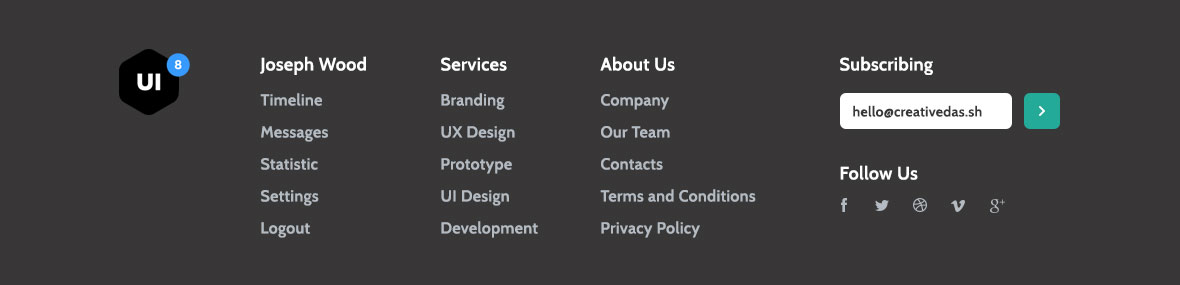 UI
8
Joseph Wood
Timeline
Messages
Statistic
Settings
Logout
Services
Branding
UX Design
Prototype
UI Design
Development
About Us
Company
Our Team
Contacts
Terms and Conditions
Privacy Policy
Subscribing
hello@creativedas.sh
Follow Us
f
g+